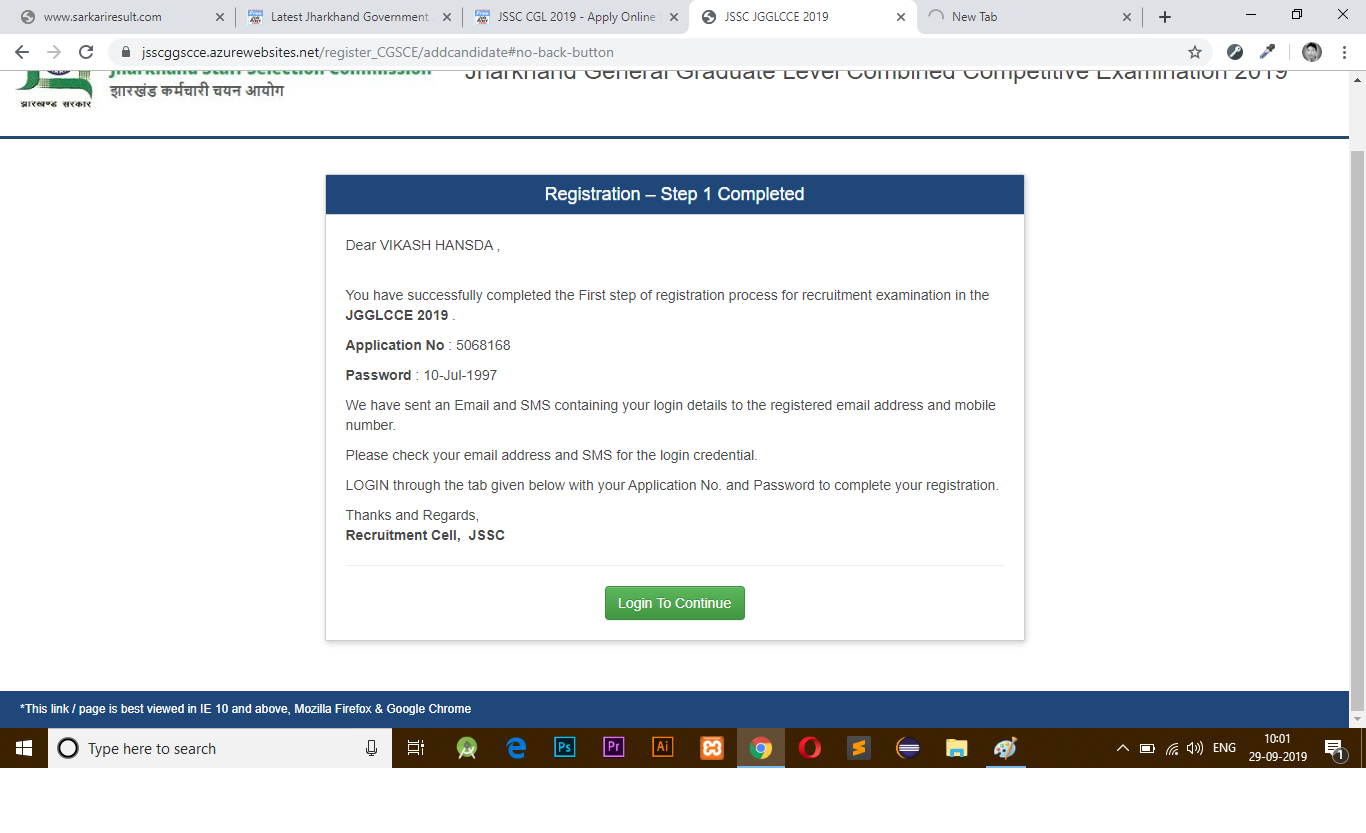 www.sarkariresult.com
Latest Jharkhand Government
JSSC CGL 2019 - Apply Online
JSSC JGGLCCE 2019
New Tab
jsscggscce.azurewebsites.net/register_CGSCE/addcandidate#no-back-button
Jharkhand Staff Selection Commission
Jharkhand General Graduate Level Combined Competitive Examination 2019
झारखंड कर्मचारी चयन आयोग
झारखण्ड सरकार
Registration – Step 1 Completed
Dear VIKASH HANSDA ,
You have successfully completed the First step of registration process for recruitment examination in the
JGGLCCE 2019 .
Application No : 5068168
Password : 10-Jul-1997
We have sent an Email and SMS containing your login details to the registered email address and mobile
number.
Please check your email address and SMS for the login credential.
LOGIN through the tab given below with your Application No. and Password to complete your registration.
Thanks and Regards,
Recruitment Cell, JSSC
Login To Continue
*This link / page is best viewed in IE 10 and above, Mozilla Firefox & Google Chrome
Type here to search
Ps
Pr
Ai
ENG
10:01
29-09-2019
1